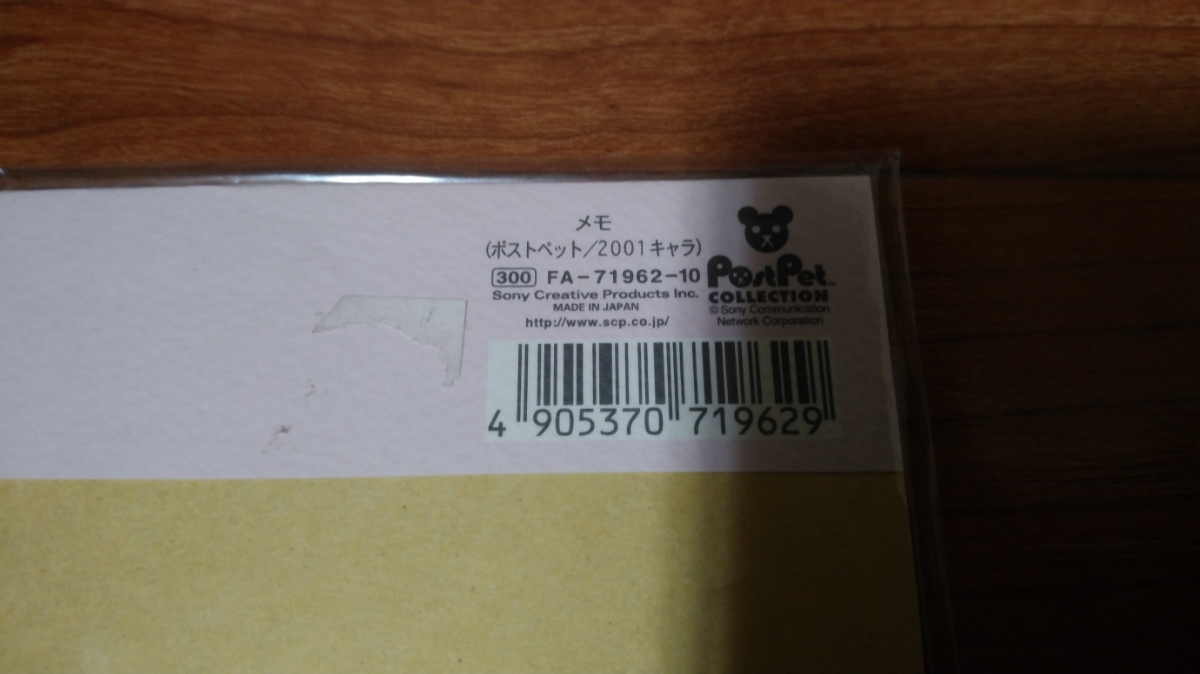 メモ
(ポストペット/2001キャラ)
300 FA-71962-10
Sony Creative Products Inc.
MADE IN JAPAN
http://www.scp.co.jp/
PostPet™
COLLECTION
© Sony Communication
Network Corporation
4 905370 719629